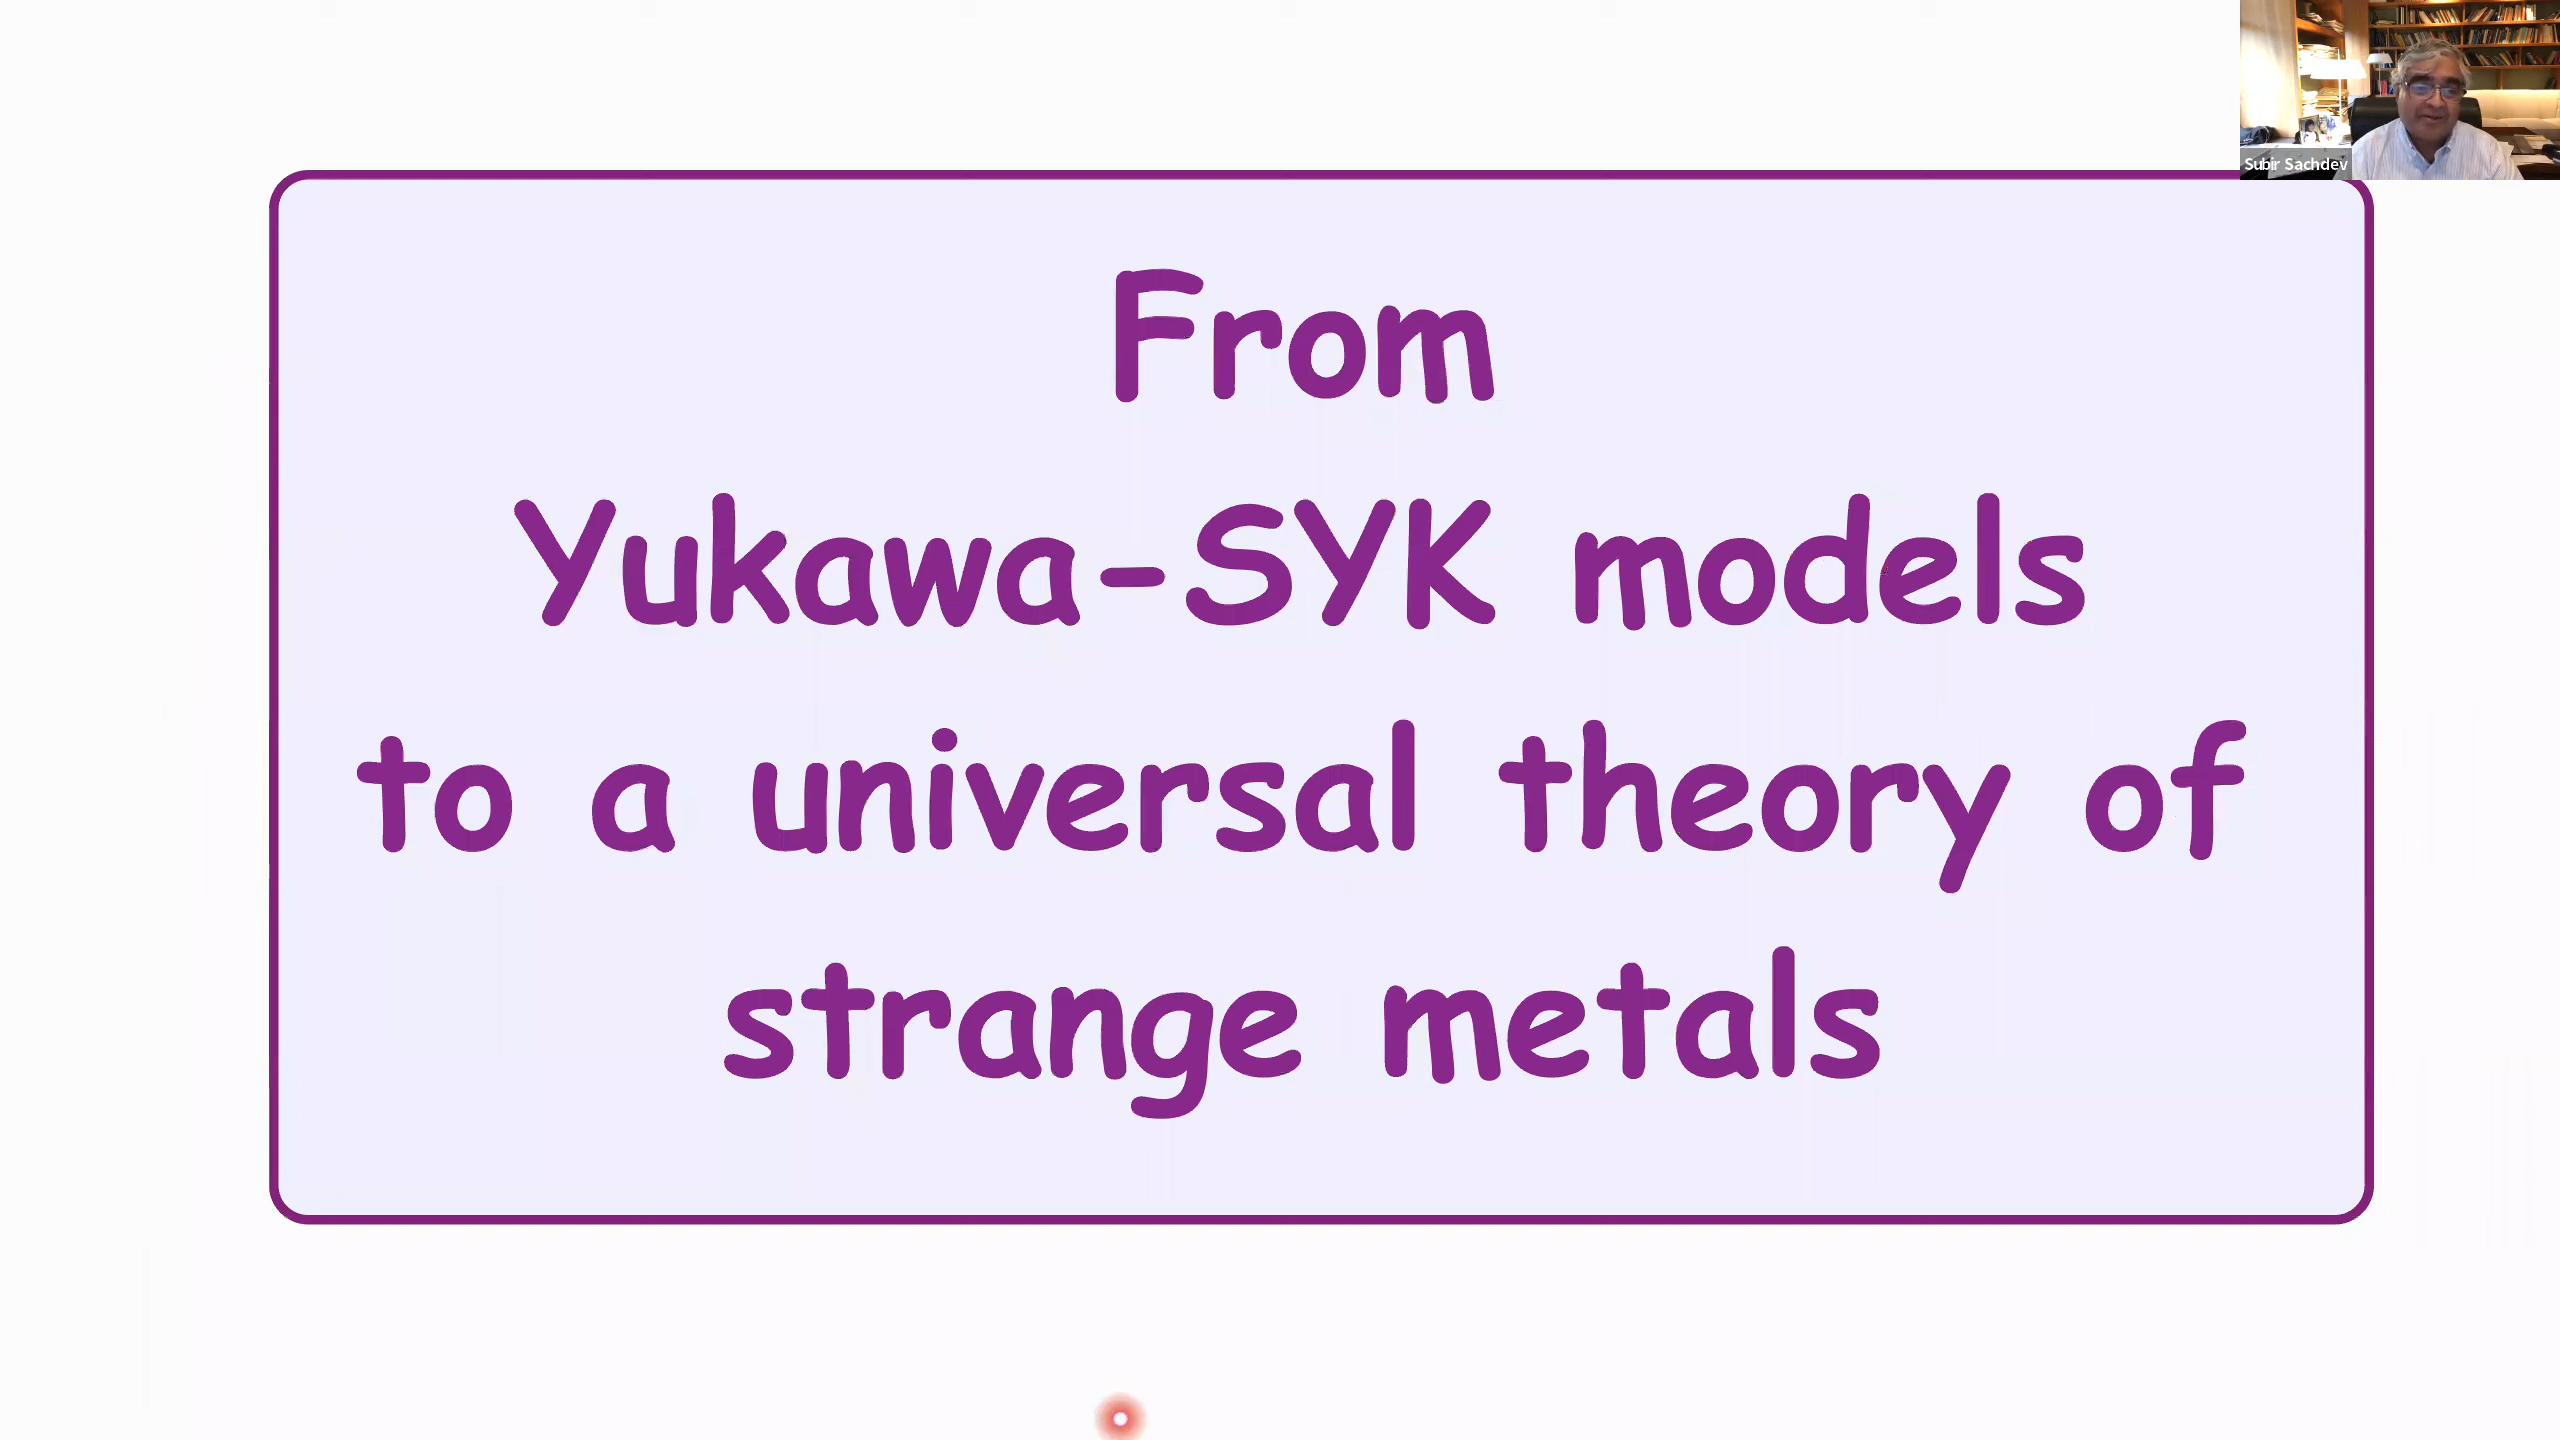 Subir Sachdev
From
Yukawa-SYK models
to a universal theory of
strange metals